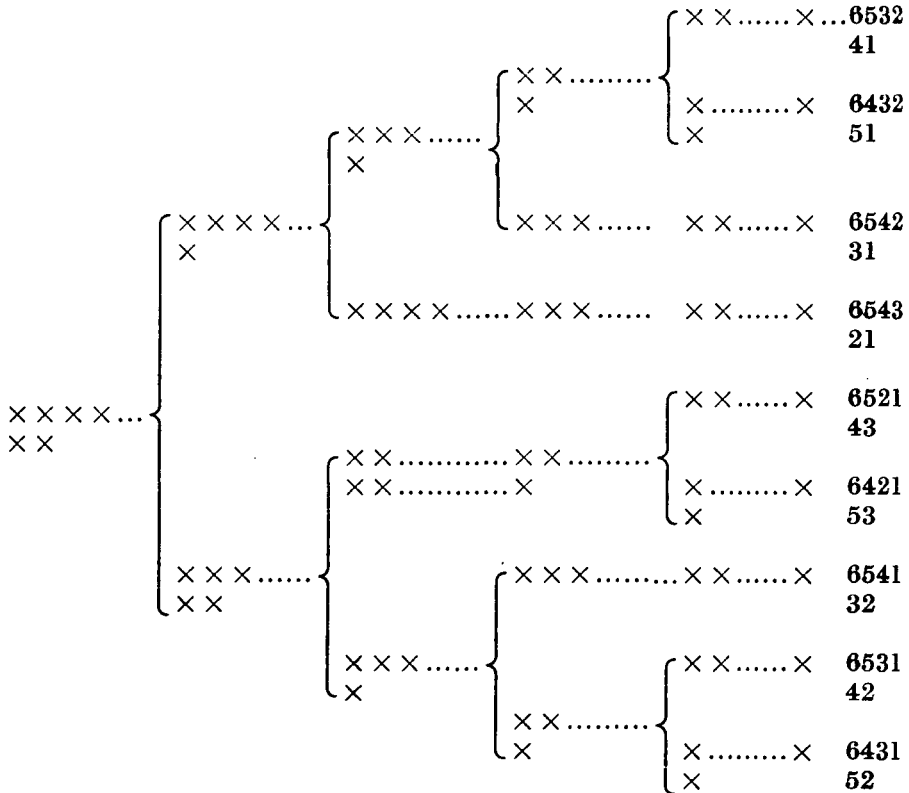 × × ...... × ... 6532
41
× × .........
× ......... × 6432
×
× 51
× × × ......
×
× × × × ...
× × × ...... × × ...... × 6542
×
31
× × × × ...... × × × ...... × × ...... × 6543
21
× × × × ...
× × ...... × 6521
× ×
43
× × ............ × × .........
× × ............ ×
× ......... × 6421
× 53
× × × ......
× × × ......... × × ...... × 6541
× ×
32
× × × ......
× × ...... × 6531
×
42
× × .........
×
× ......... × 6431
× 52